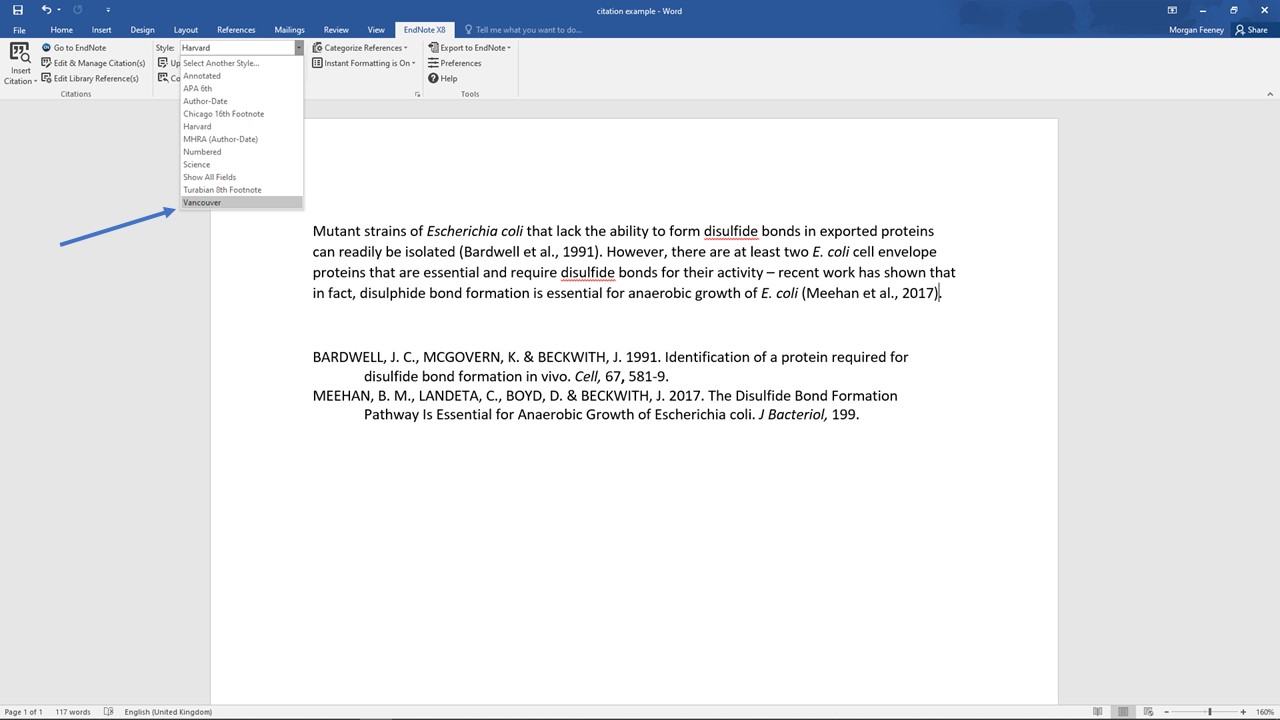 citation example - Word
File Home Insert Design Layout References Mailings Review View EndNote X8 Tell me what you want to do... Morgan Feeney Share
Go to EndNote Style: Harvard Categorize References Export to EndNote
Insert Citation Edit & Manage Citation(s) Up Instant Formatting is On Preferences
Edit Library Reference(s) Co Help
Citations Tools
Select Another Style...
Annotated
APA 6th
Author-Date
Chicago 16th Footnote
Harvard
MHRA (Author-Date)
Numbered
Science
Show All Fields
Turabian 8th Footnote
Vancouver
Mutant strains of Escherichia coli that lack the ability to form disulfide bonds in exported proteins
can readily be isolated (Bardwell et al., 1991). However, there are at least two E. coli cell envelope
proteins that are essential and require disulfide bonds for their activity – recent work has shown that
in fact, disulphide bond formation is essential for anaerobic growth of E. coli (Meehan et al., 2017).
BARDWELL, J. C., MCGOVERN, K. & BECKWITH, J. 1991. Identification of a protein required for
disulfide bond formation in vivo. Cell, 67, 581-9.
MEEHAN, B. M., LANDETA, C., BOYD, D. & BECKWITH, J. 2017. The Disulfide Bond Formation
Pathway Is Essential for Anaerobic Growth of Escherichia coli. J Bacteriol, 199.
Page 1 of 1 117 words English (United Kingdom) 160%